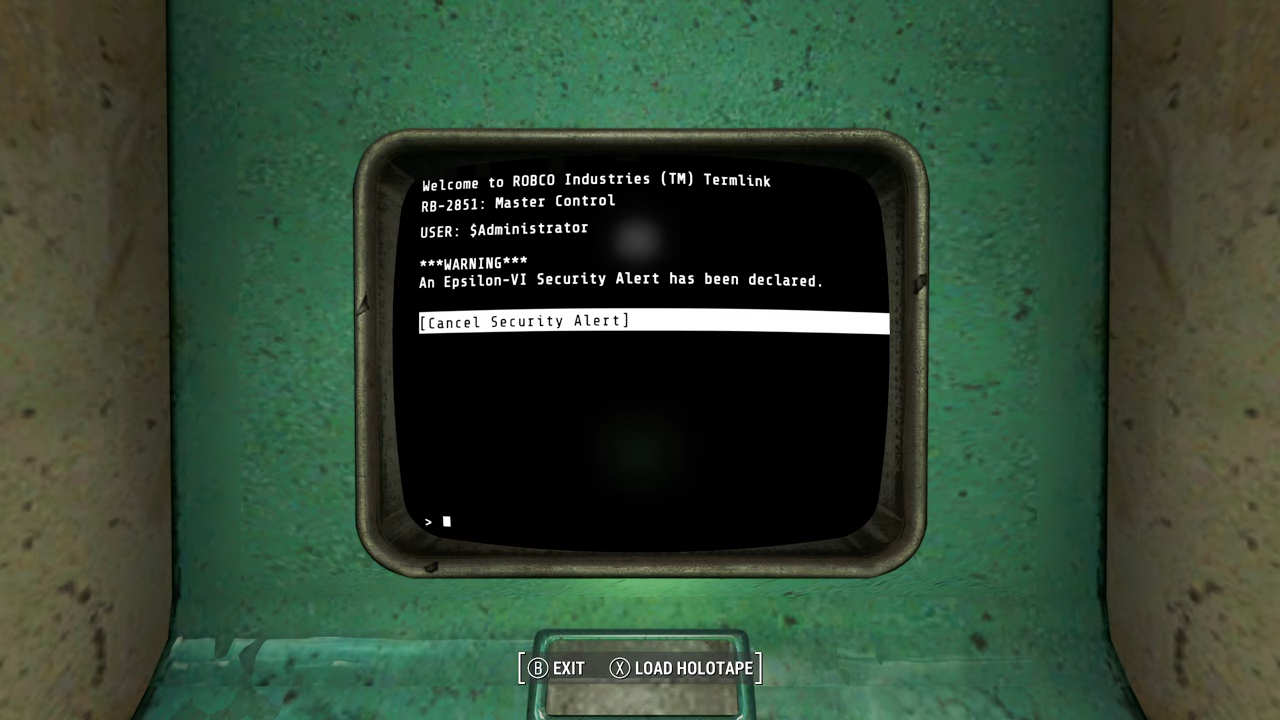 Welcome to ROBCO Industries (TM) Termlink
RB-2851: Master Control
USER: $Administrator
***WARNING***
An Epsilon-VI Security Alert has been declared.
[Cancel Security Alert]
>
B EXIT X LOAD HOLOTAPE